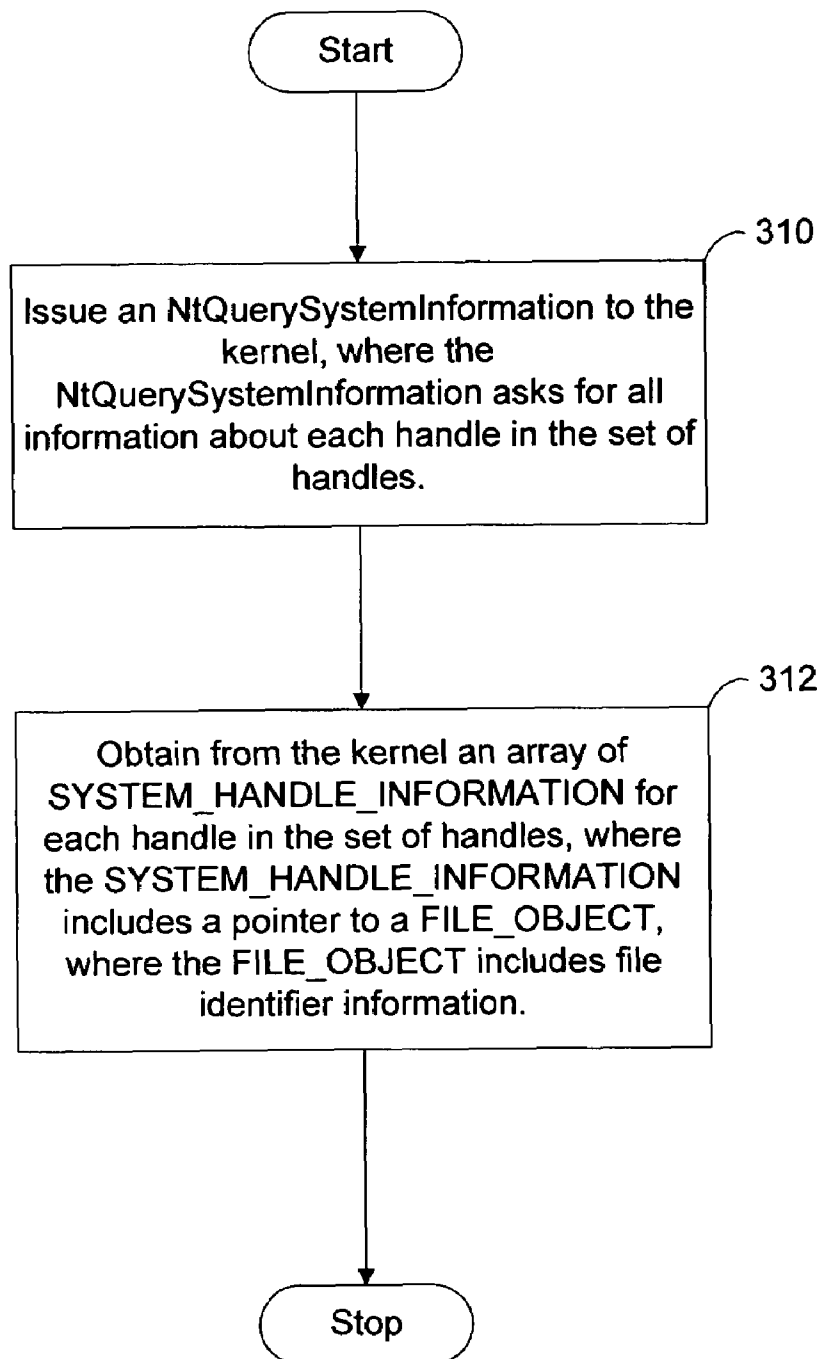 Start
310
Issue an NtQuerySystemInformation to the
kernel, where the
NtQuerySystemInformation asks for all
information about each handle in the set of
handles.
312
Obtain from the kernel an array of
SYSTEM_HANDLE_INFORMATION for
each handle in the set of handles, where
the SYSTEM_HANDLE_INFORMATION
includes a pointer to a FILE_OBJECT,
where the FILE_OBJECT includes file
identifier information.
Stop